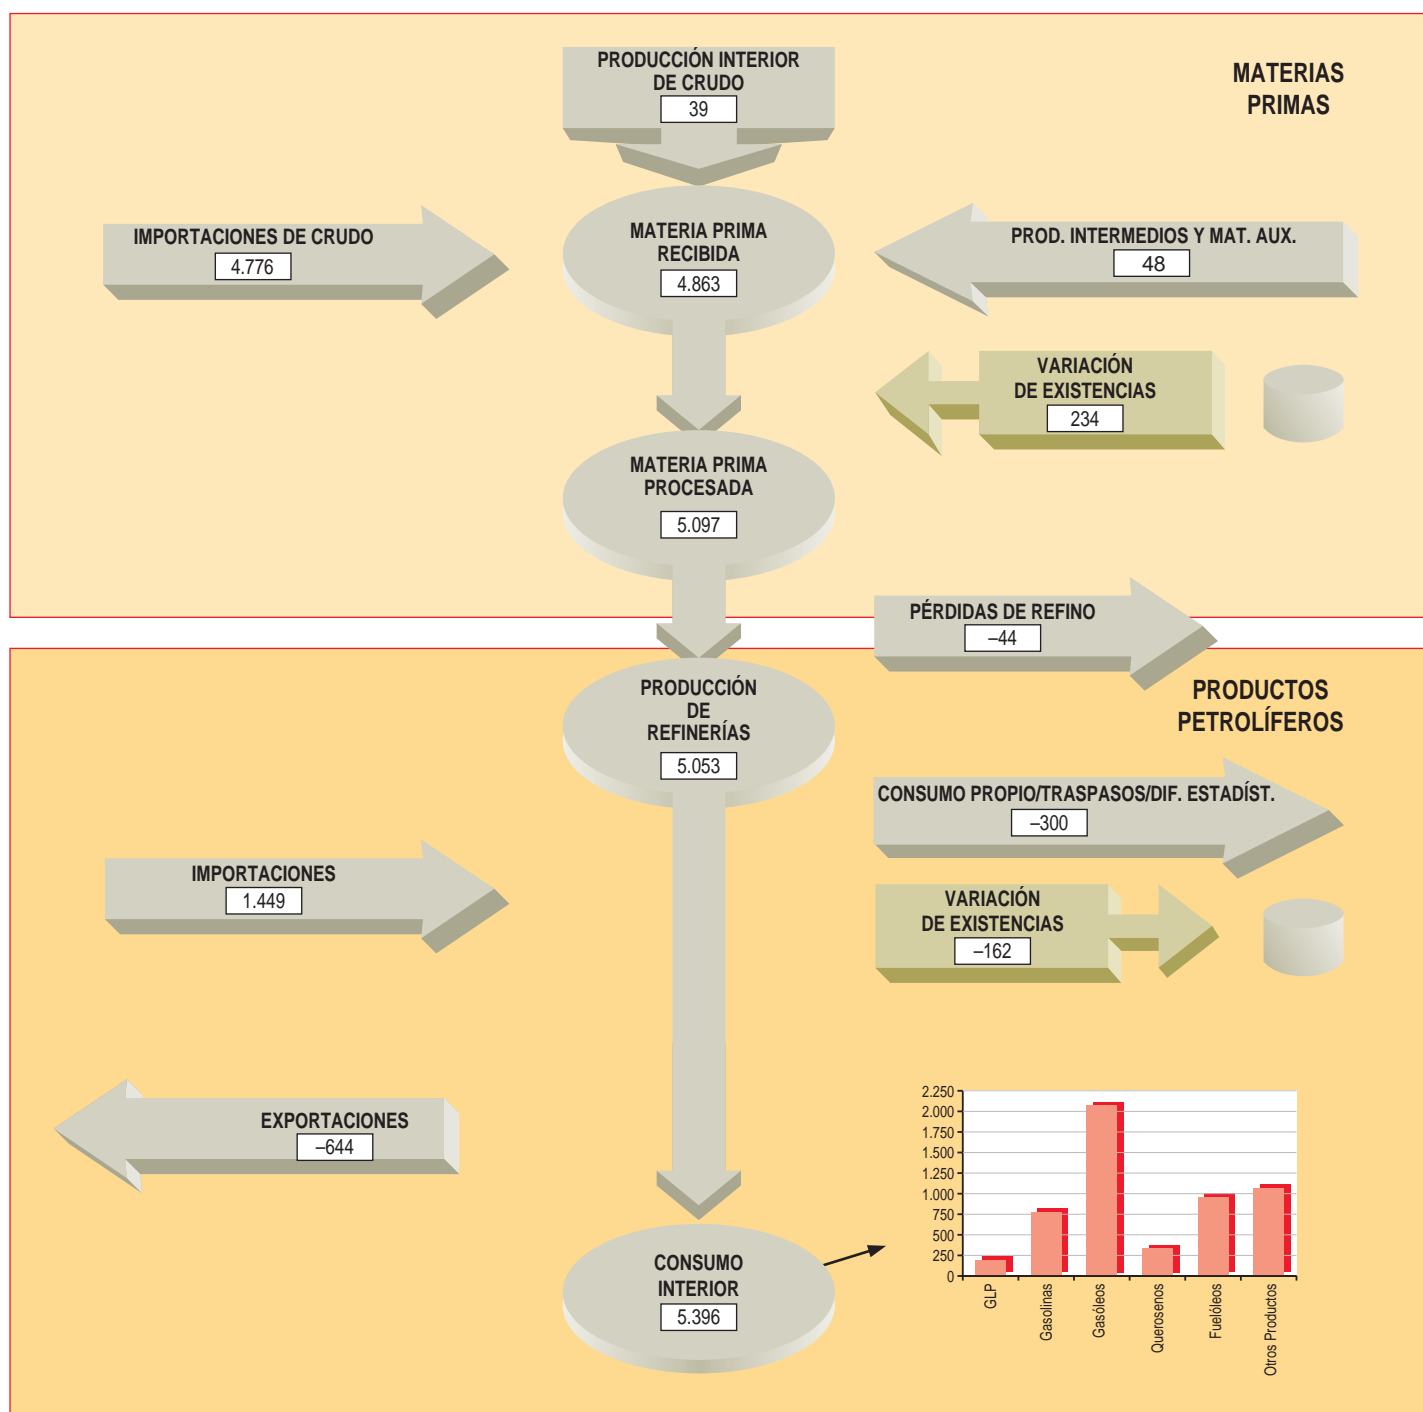 PRODUCCIÓN INTERIOR
DE CRUDO
39
MATERIAS
PRIMAS
IMPORTACIONES DE CRUDO
4.776
MATERIA PRIMA
RECIBIDA
4.863
PROD. INTERMEDIOS Y MAT. AUX.
48
VARIACIÓN
DE EXISTENCIAS
234
MATERIA PRIMA
PROCESADA
5.097
PÉRDIDAS DE REFINO
–44
PRODUCCIÓN
DE
REFINERÍAS
5.053
PRODUCTOS
PETROLÍFEROS
CONSUMO PROPIO/TRASPASOS/DIF. ESTADÍST.
–300
IMPORTACIONES
1.449
VARIACIÓN
DE EXISTENCIAS
–162
EXPORTACIONES
–644
2.250
2.000
1.750
1.500
1.250
1.000
750
500
250
0
GLP
Gasolinas
Gasóleos
Querosenos
Fuelóleos
Otros Productos
CONSUMO
INTERIOR
5.396